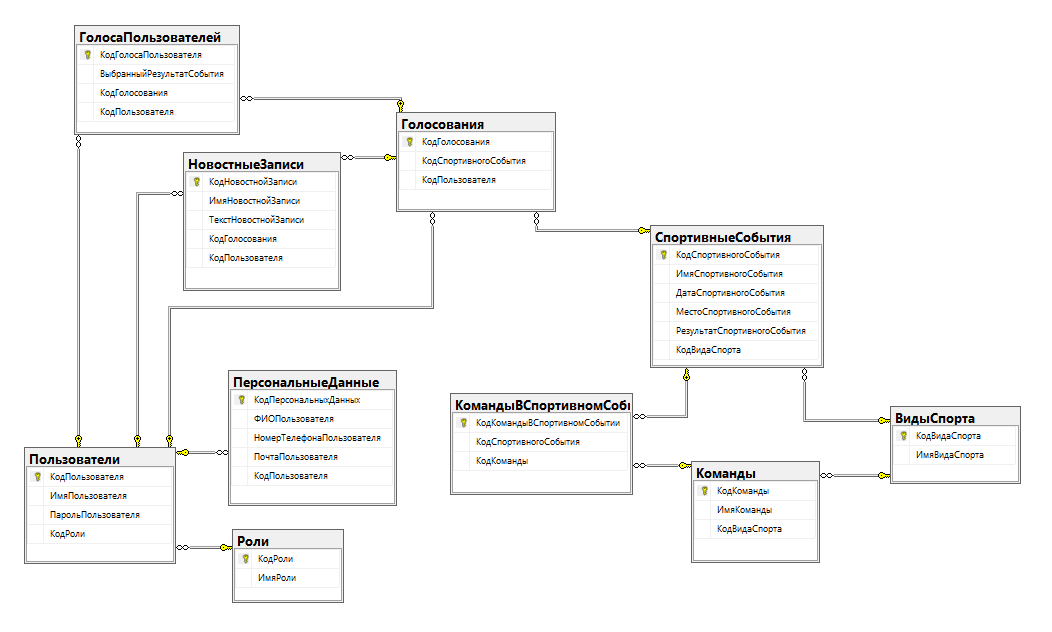 ГолосаПользователей
КодГолосаПользователя
ВыбранныйРезультатСобытия
КодГолосования
КодПользователя
Голосования
КодГолосования
КодСпортивногоСобытия
КодПользователя
НовостныеЗаписи
КодНовостнойЗаписи
ИмяНовостнойЗаписи
ТекстНовостнойЗаписи
КодГолосования
КодПользователя
СпортивныеСобытия
КодСпортивногоСобытия
ИмяСпортивногоСобытия
ДатаСпортивногоСобытия
МестоСпортивногоСобытия
РезультатСпортивногоСобытия
КодВидаСпорта
ПерсональныеДанные
КодПерсональныхДанных
ФИОПользователя
НомерТелефонаПользователя
ПочтаПользователя
КодПользователя
КомандыВСпортивномСобы
КодКомандыВСпортивномСобытии
КодСпортивногоСобытия
КодКоманды
ВидыСпорта
КодВидаСпорта
ИмяВидаСпорта
Пользователи
КодПользователя
ИмяПользователя
ПарольПользователя
КодРоли
Команды
КодКоманды
ИмяКоманды
КодВидаСпорта
Роли
КодРоли
ИмяРоли